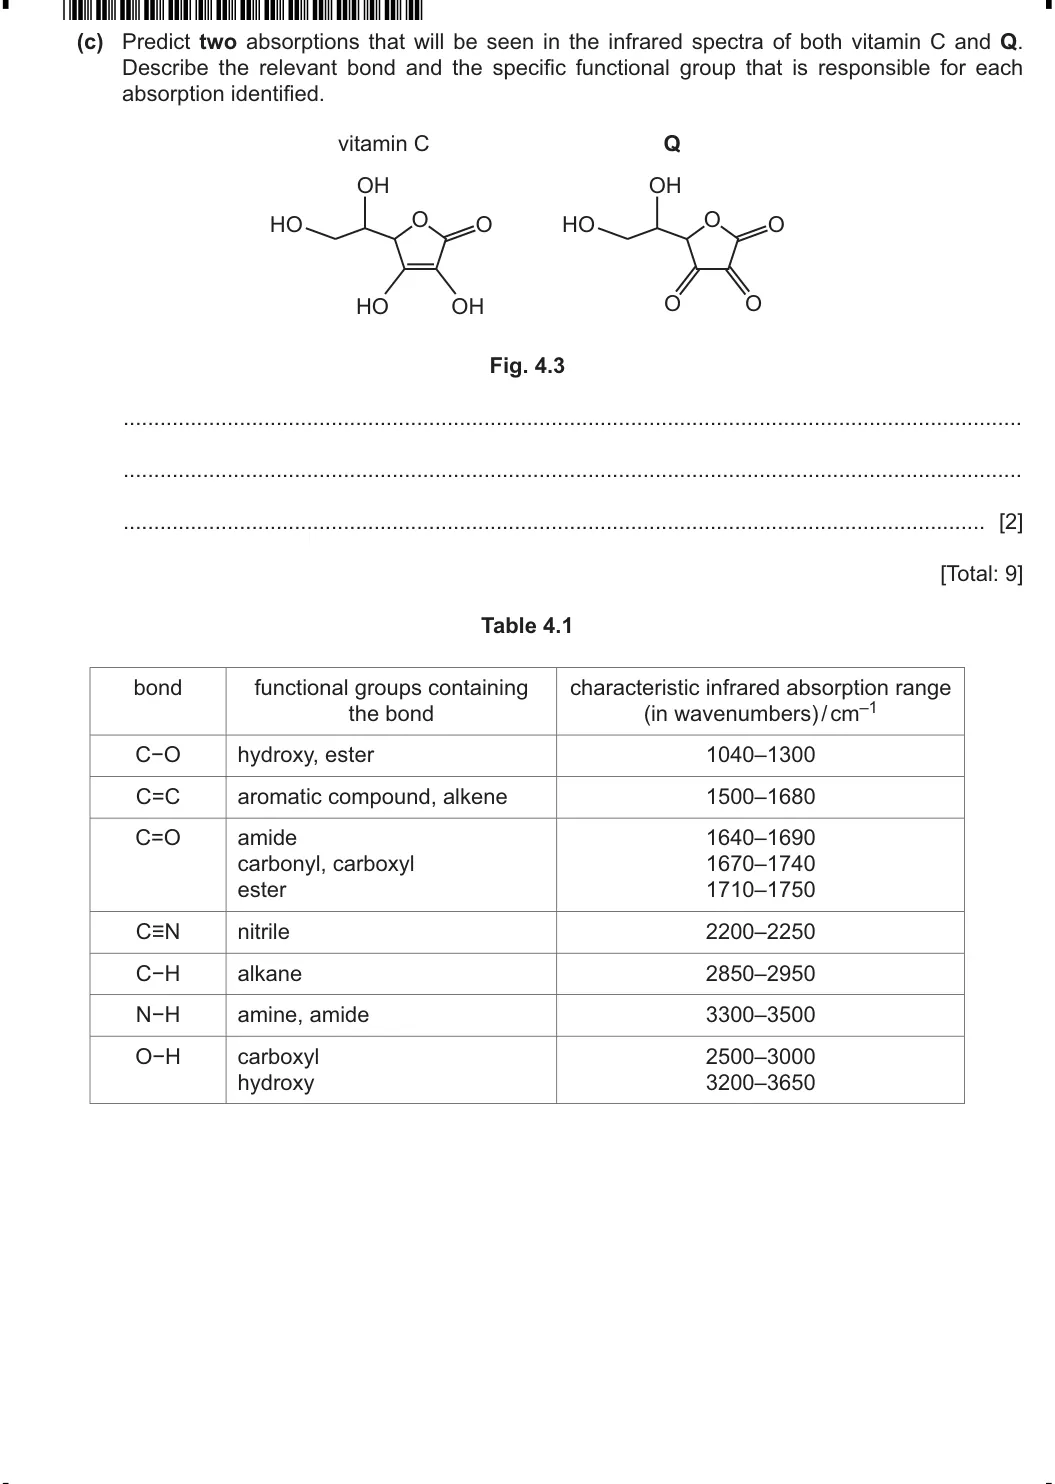 (c) Predict two absorptions that will be seen in the infrared spectra of both vitamin C and Q.
Describe the relevant bond and the specific functional group that is responsible for each
absorption identified.
vitamin C
Q
OH
HO
O
O
HO
OH
OH
HO
O
O
O
O
Fig. 4.3
..........................................................................................................................................................
..........................................................................................................................................................
.................................................................................................................................................... [2]
[Total: 9]
Table 4.1
bond
functional groups containing
the bond
characteristic infrared absorption range
(in wavenumbers)/cm⁻¹
C−O hydroxy, ester 1040–1300
C=C aromatic compound, alkene 1500–1680
C=O amide 1640–1690
carbonyl, carboxyl 1670–1740
ester 1710–1750
C≡N nitrile 2200–2250
C−H alkane 2850–2950
N−H amine, amide 3300–3500
O−H carboxyl 2500–3000
hydroxy 3200–3650